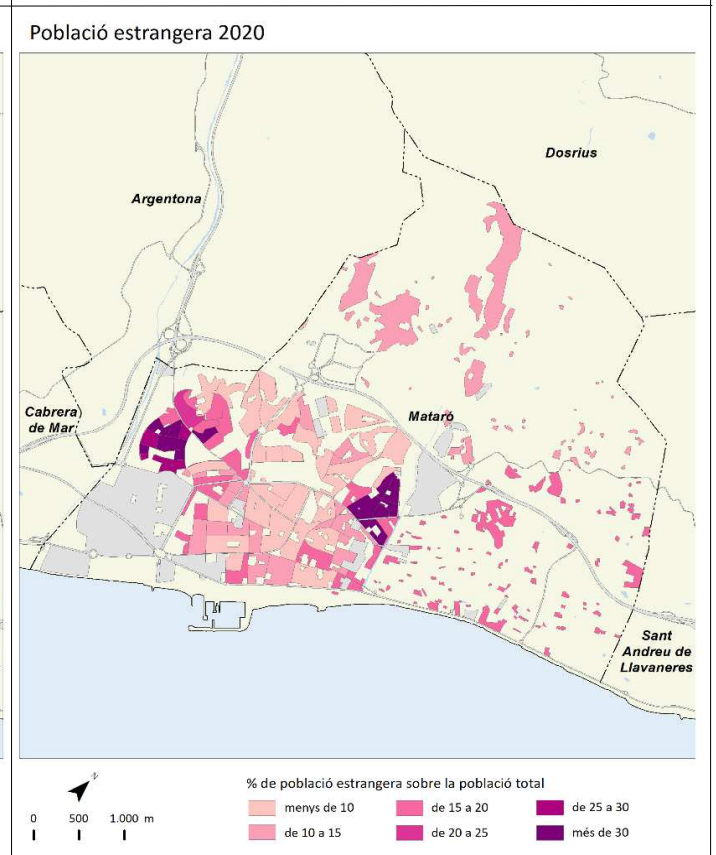 Població estrangera 2020
Dosrius
Argentona
Cabrera
de Mar
Mataró
Sant
Andreu de
Llavaneres
N
0 500 1.000 m
% de població estrangera sobre la població total
menys de 10
de 15 a 20
de 25 a 30
de 10 a 15
de 20 a 25
més de 30